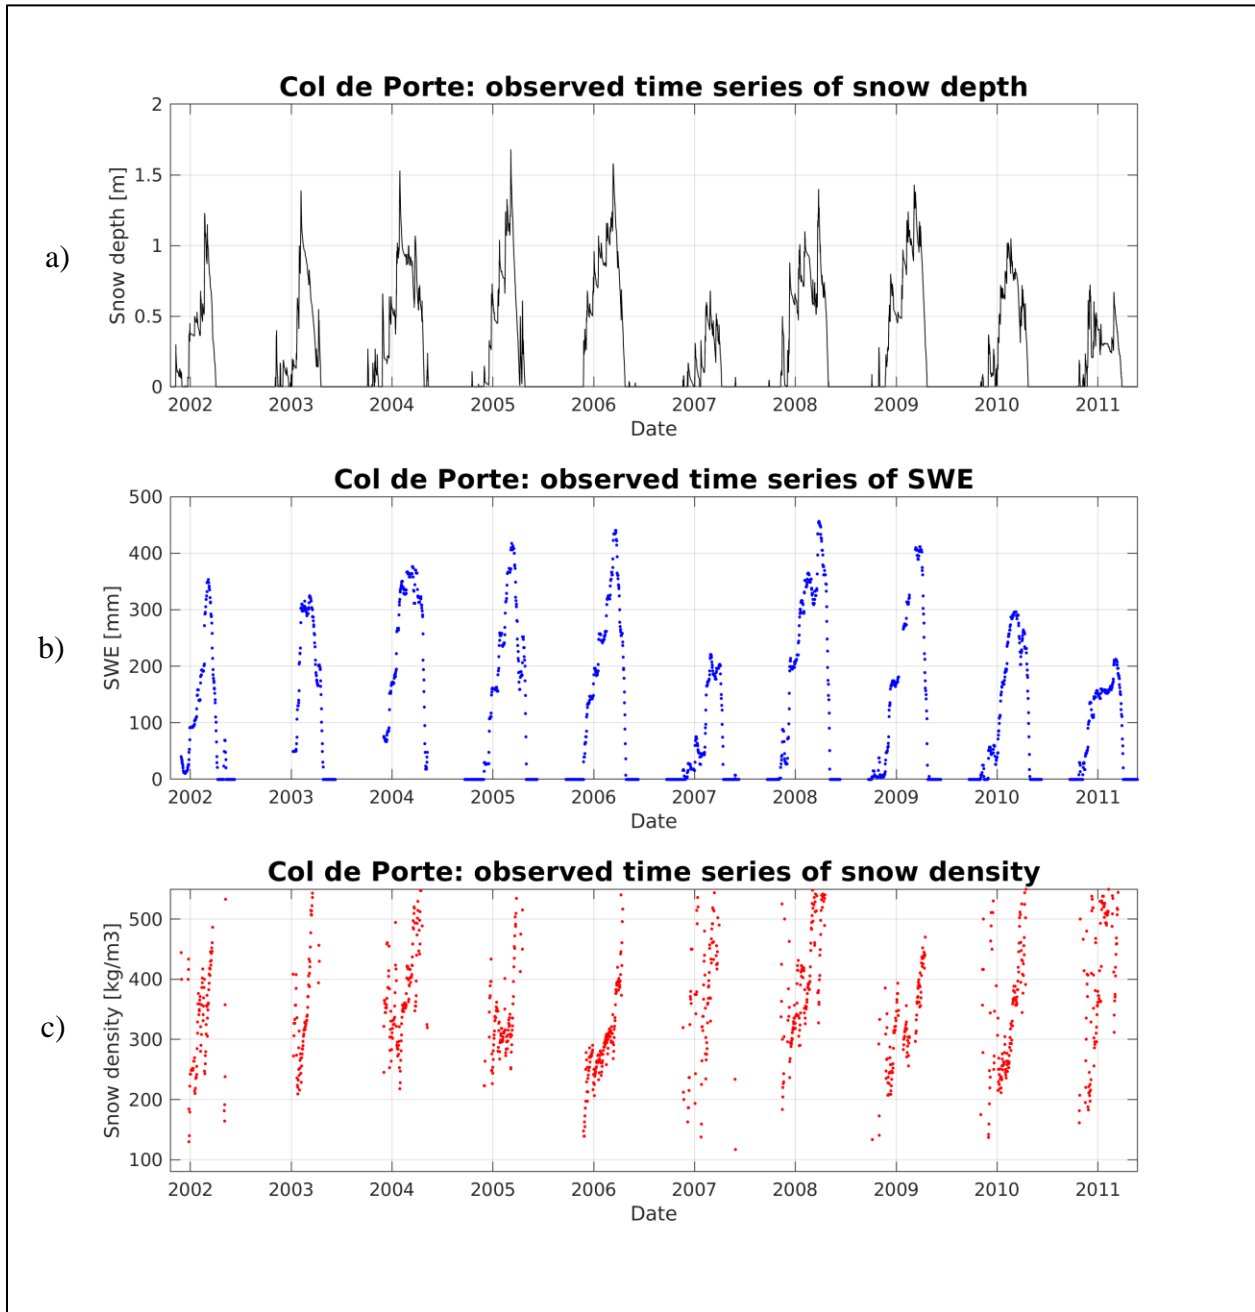 Col de Porte: observed time series of snow depth
a)
Snow depth [m]
2
1.5
1
0.5
0
2002 2003 2004 2005 2006 2007 2008 2009 2010 2011
Date
Col de Porte: observed time series of SWE
b)
SWE [mm]
500
400
300
200
100
0
2002 2003 2004 2005 2006 2007 2008 2009 2010 2011
Date
Col de Porte: observed time series of snow density
c)
Snow density [kg/m3]
500
400
300
200
100
2002 2003 2004 2005 2006 2007 2008 2009 2010 2011
Date